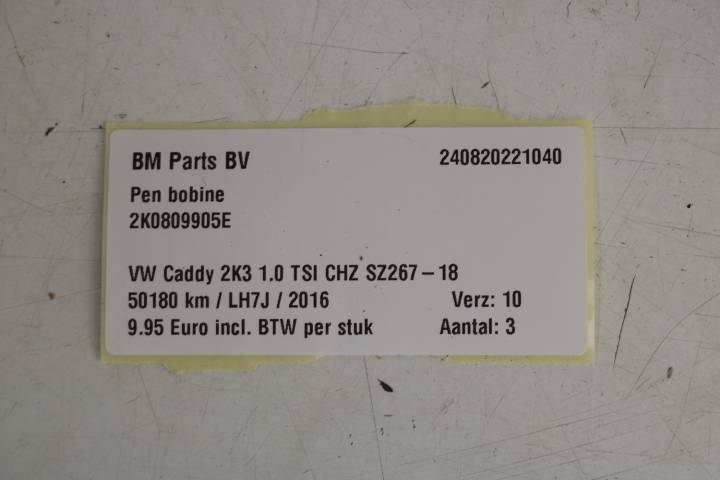 BM Parts BV 240820221040
Pen bobine
2K0809905E
VW Caddy 2K3 1.0 TSI CHZ SZ267-18
50180 km / LH7J / 2016 Verz: 10
9.95 Euro incl. BTW per stuk Aantal: 3